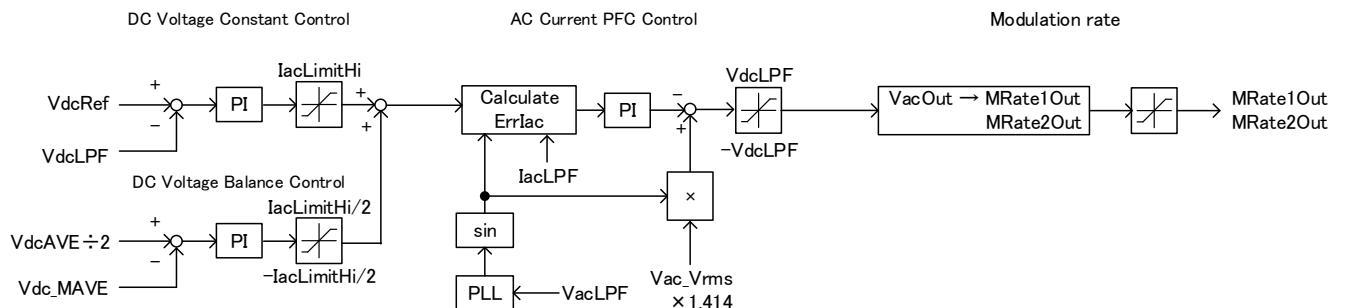 DC Voltage Constant Control
AC Current PFC Control
Modulation rate
VdcRef
+
−
VdcLPF
PI
IacLimitHi
+
+
Calculate
ErrIac
IacLPF
PI
−
+
VdcLPF
−VdcLPF
VacOut → MRate1Out
MRate2Out
MRate1Out
MRate2Out
DC Voltage Balance Control
VdcAVE÷2
+
−
Vdc_MAVE
PI
IacLimitHi/2
−IacLimitHi/2
sin
×
PLL
VacLPF
Vac_Vrms
×1.414